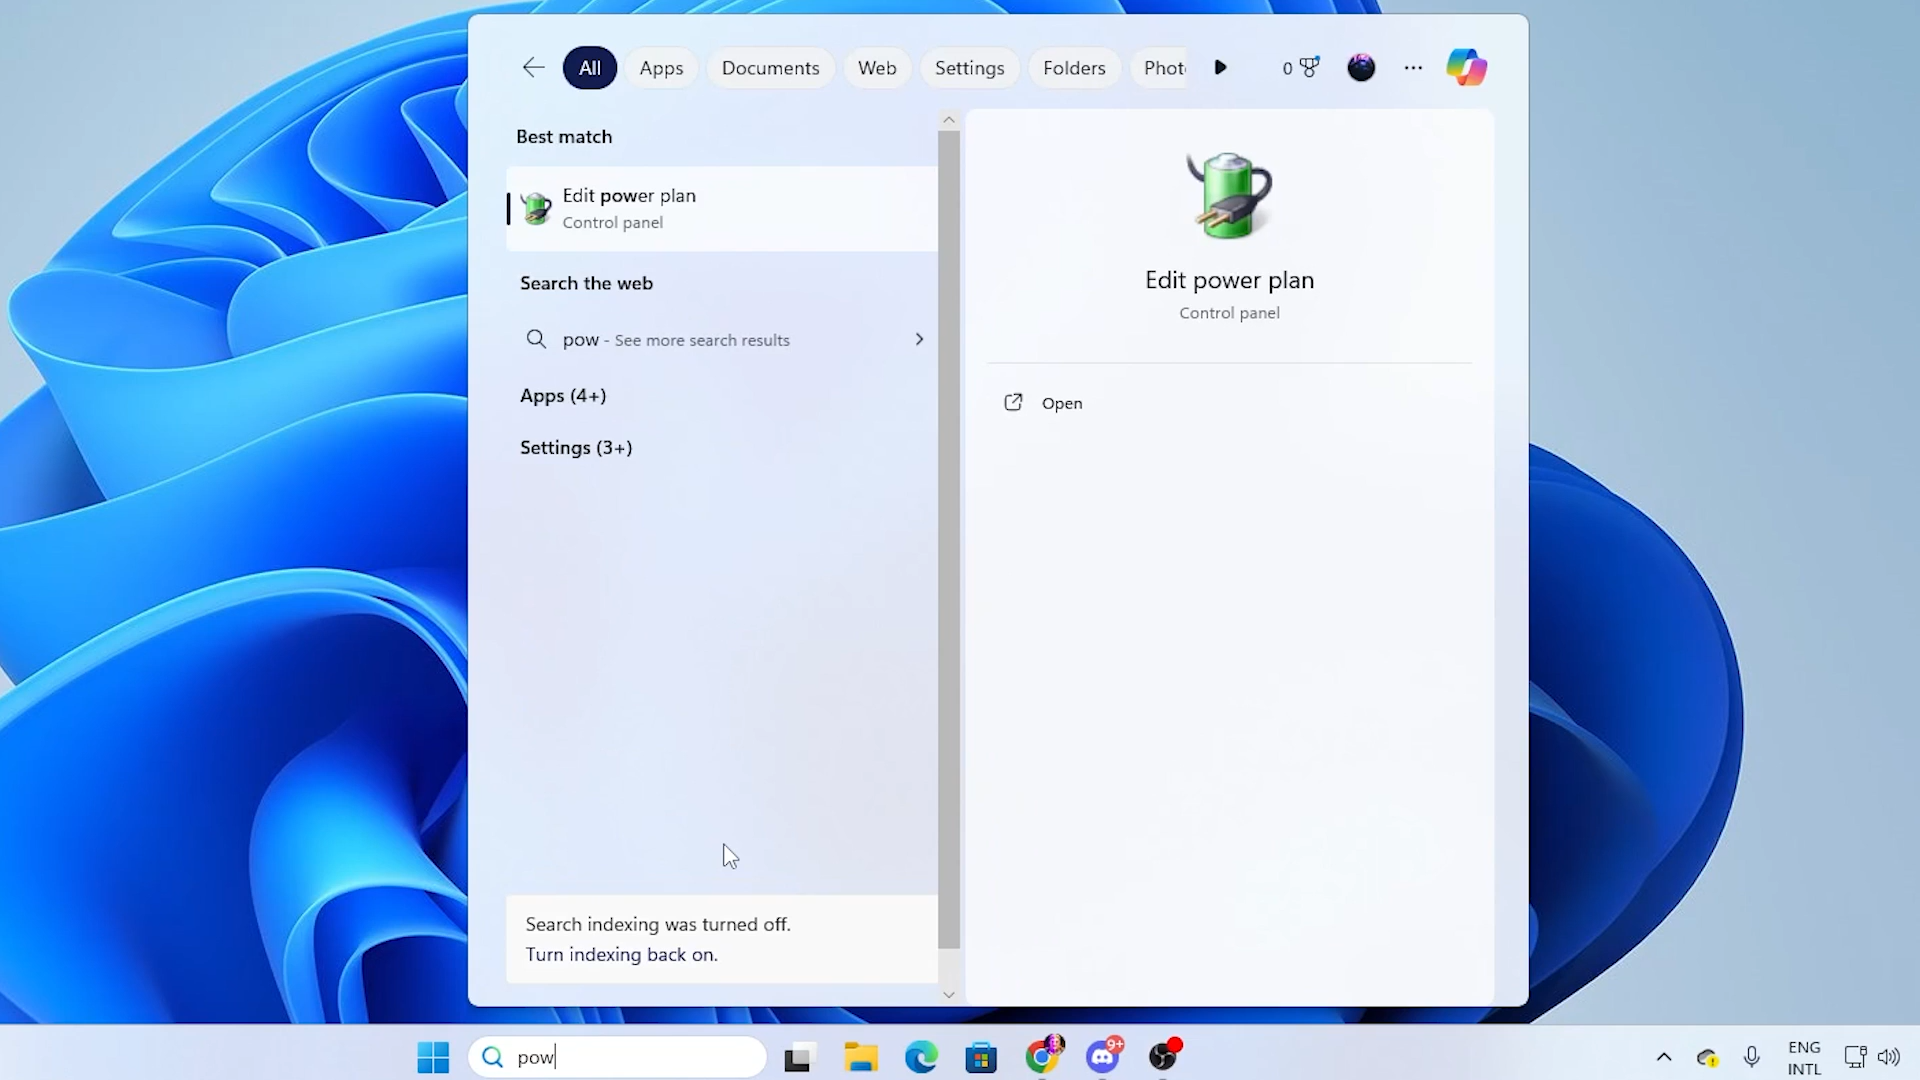 All
Apps
Documents
Web
Settings
Folders
Phot
0
Best match
Edit power plan
Control panel
Search the web
pow - See more search results
Apps (4+)
Settings (3+)
Search indexing was turned off.
Turn indexing back on.
Edit power plan
Control panel
Open
pow
9+
ENG
INTL